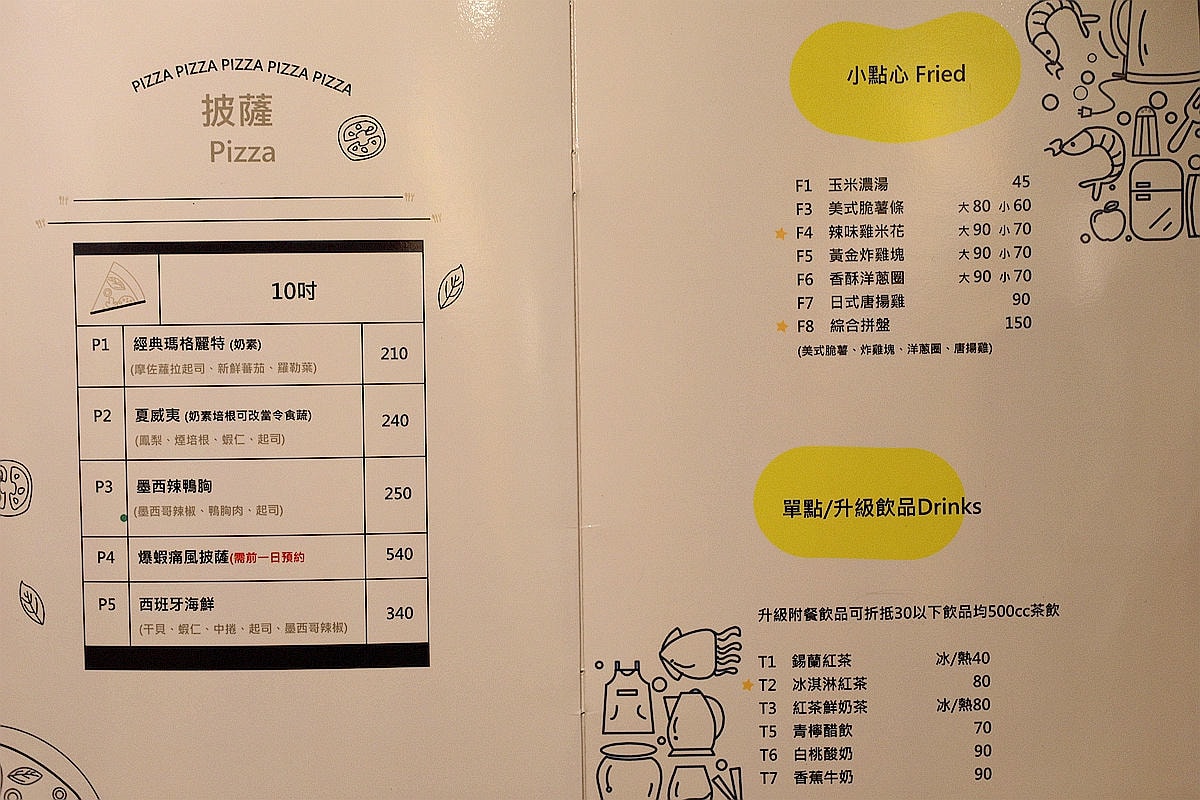 PIZZA PIZZA PIZZA PIZZA PIZZA
披薩
Pizza
10吋
P1 經典瑪格麗特 (奶素) 210
(摩佐蘿拉起司、新鮮蕃茄、羅勒葉)
P2 夏威夷 (奶素培根可改當令食蔬) 240
(鳳梨、煙培根、蝦仁、起司)
P3 墨西辣鴨胸 250
(墨西哥辣椒、鴨胸肉、起司)
P4 爆蝦痛風披薩(需前一日預約 540
P5 西班牙海鮮 340
(干貝、蝦仁、中捲、起司、墨西哥辣椒)
小點心 Fried
F1 玉米濃湯 45
F3 美式脆薯條 大80 小60
F4 辣味雞米花 大90 小70
F5 黃金炸雞塊 大90 小70
F6 香酥洋蔥圈 大90 小70
F7 日式唐揚雞 90
F8 綜合拼盤 150
(美式脆薯、炸雞塊、洋蔥圈、唐揚雞)
單點/升級飲品Drinks
升級附餐飲品可折抵30以下飲品均500cc茶飲
T1 錫蘭紅茶 冰/熱40
T2 冰淇淋紅茶 80
T3 紅茶鮮奶茶 冰/熱80
T5 青檸醋飲 70
T6 白桃酸奶 90
T7 香蕉牛奶 90